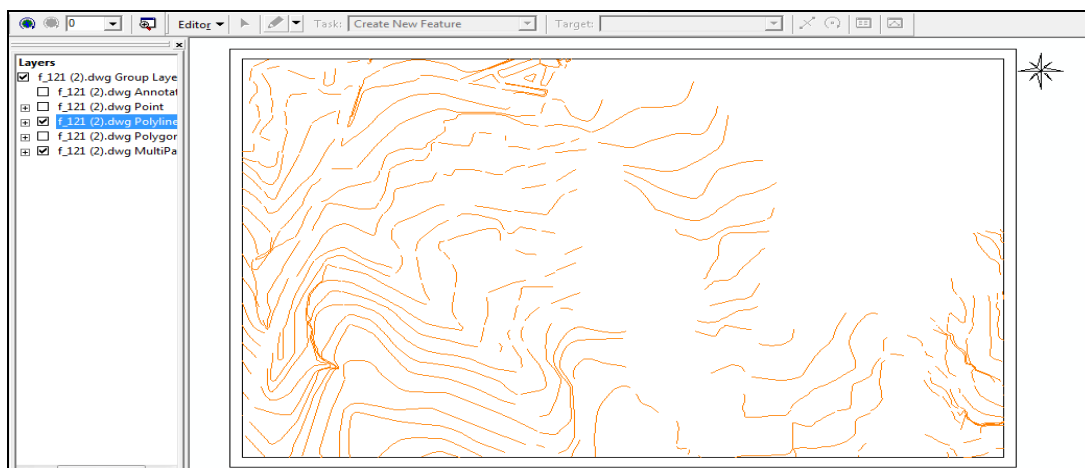 0 Editor Task: Create New Feature Target:
Layers
f_121 (2).dwg Group Laye
f_121 (2).dwg Annotat
f_121 (2).dwg Point
f_121 (2).dwg Polyline
f_121 (2).dwg Polygor
f_121 (2).dwg MultiPa